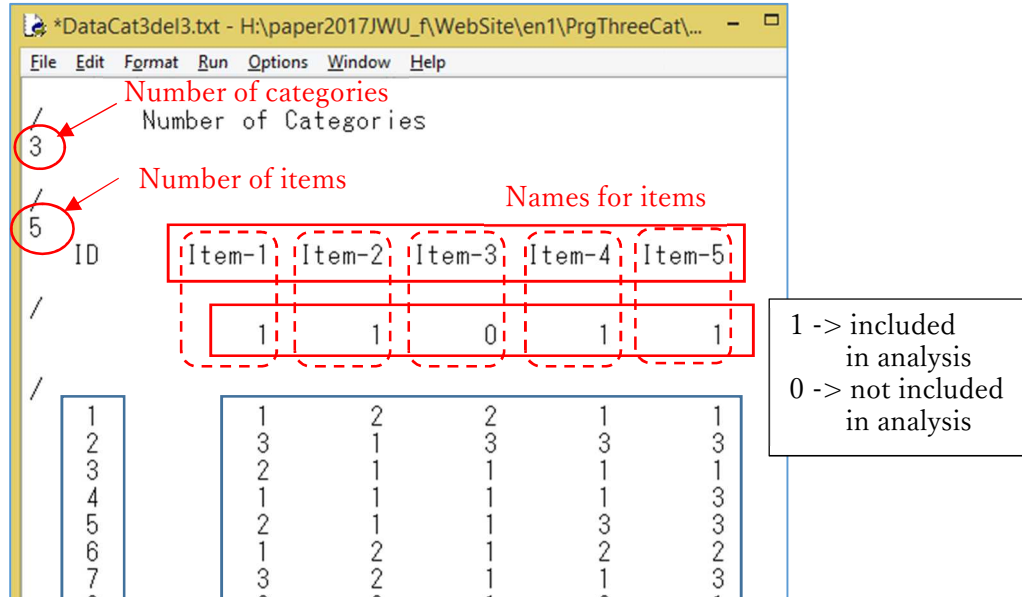 *DataCat3del3.txt - H:\paper2017JWU_f\WebSite\en1\PrgThreeCat\...
File Edit Format Run Options Window Help
Number of categories
/ Number of Categories
3
/ Number of items
5 Names for items
ID Item-1 Item-2 Item-3 Item-4 Item-5
/
1 1 0 1 1
1 -> included
in analysis
0 -> not included
in analysis
/
1 1 2 2 1 1
2 3 1 3 3 3
3 2 1 1 1 1
4 1 1 1 1 3
5 2 1 1 3 3
6 1 2 1 2 2
7 3 2 1 1 3